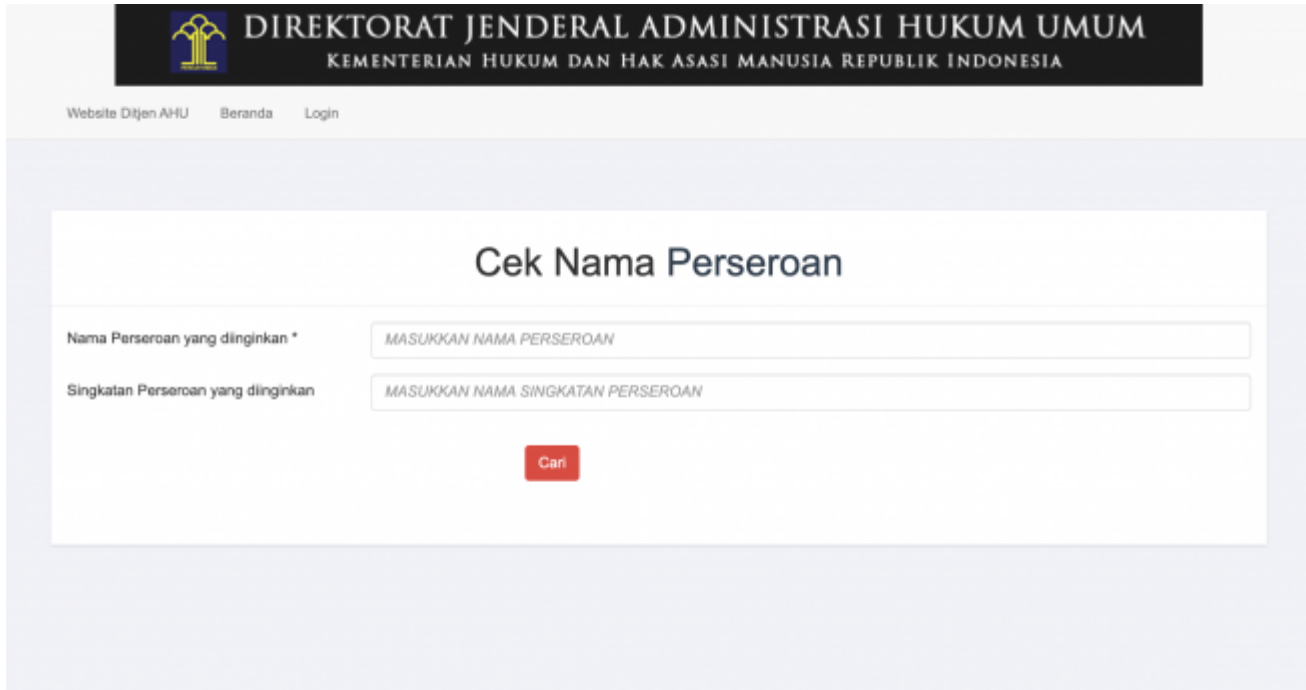 DIREKTORAT JENDERAL ADMINISTRASI HUKUM UMUM
KEMENTERIAN HUKUM DAN HAK ASASI MANUSIA REPUBLIK INDONESIA
Website Ditjen AHU Beranda Login
Cek Nama Perseroan
Nama Perseroan yang diinginkan * MASUKKAN NAMA PERSEROAN
Singkatan Perseroan yang diinginkan MASUKKAN NAMA SINGKATAN PERSEROAN
Cari